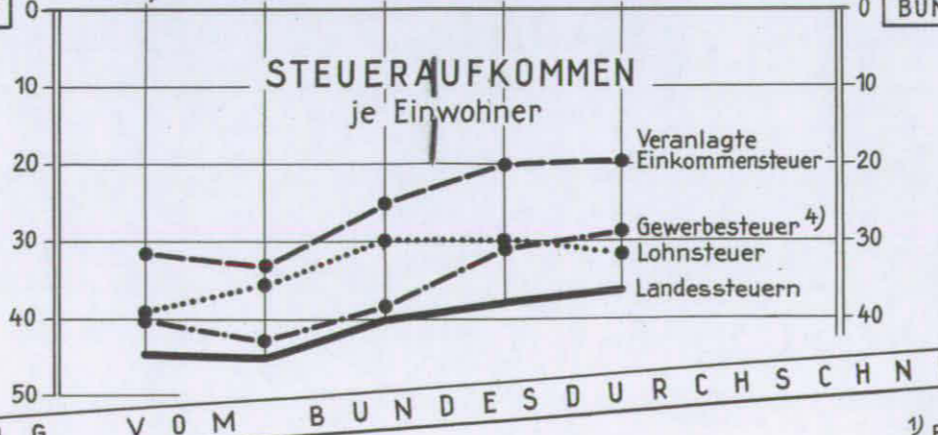 0 0 BUN
STEUERAUFKOMMEN
je Einwohner
10 10
20 20
30 30
40 40
50
Veranlagte
Einkommensteuer
Gewerbesteuer 4)
Lohnsteuer
Landessteuern
G VOM BUNDESDURCHSCHN
1)